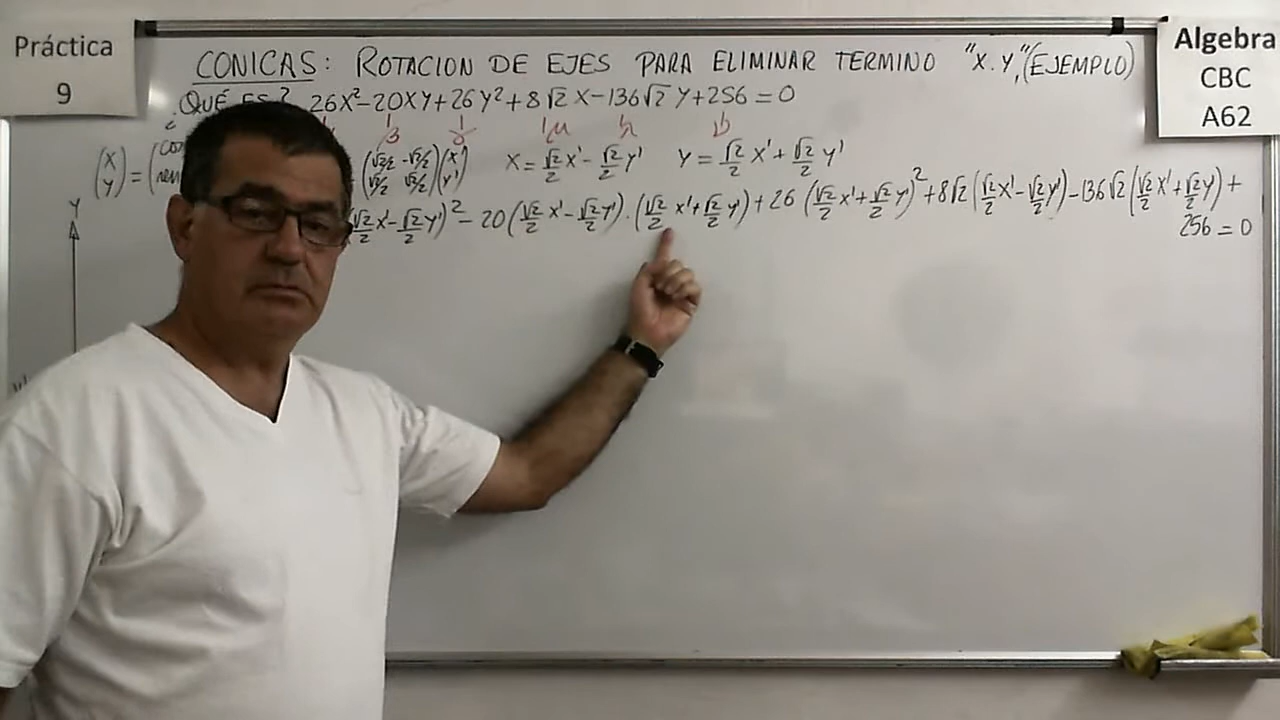 Práctica
9
Algebra
CBC
A62
CONICAS: ROTACION DE EJES PARA ELIMINAR TERMINO "X.Y" (EJEMPLO)
¿QUÉ ES? 26X²-20XY+26Y²+8√2 X-136√2 Y+256=0
β γ μ
(X Y) = (cos (√2/2 -√2/2 √2/2 √2/2)(X' Y') X = √2/2 X' - √2/2 Y' Y = √2/2 X' + √2/2 Y'
√2/2 X' - √2/2 Y')² - 20(√2/2 X' - √2/2 Y').(√2/2 X' + √2/2 Y') + 26(√2/2 X' + √2/2 Y')² + 8√2(√2/2 X' - √2/2 Y') - 136√2(√2/2 X' + √2/2 Y') +
256 = 0
Y